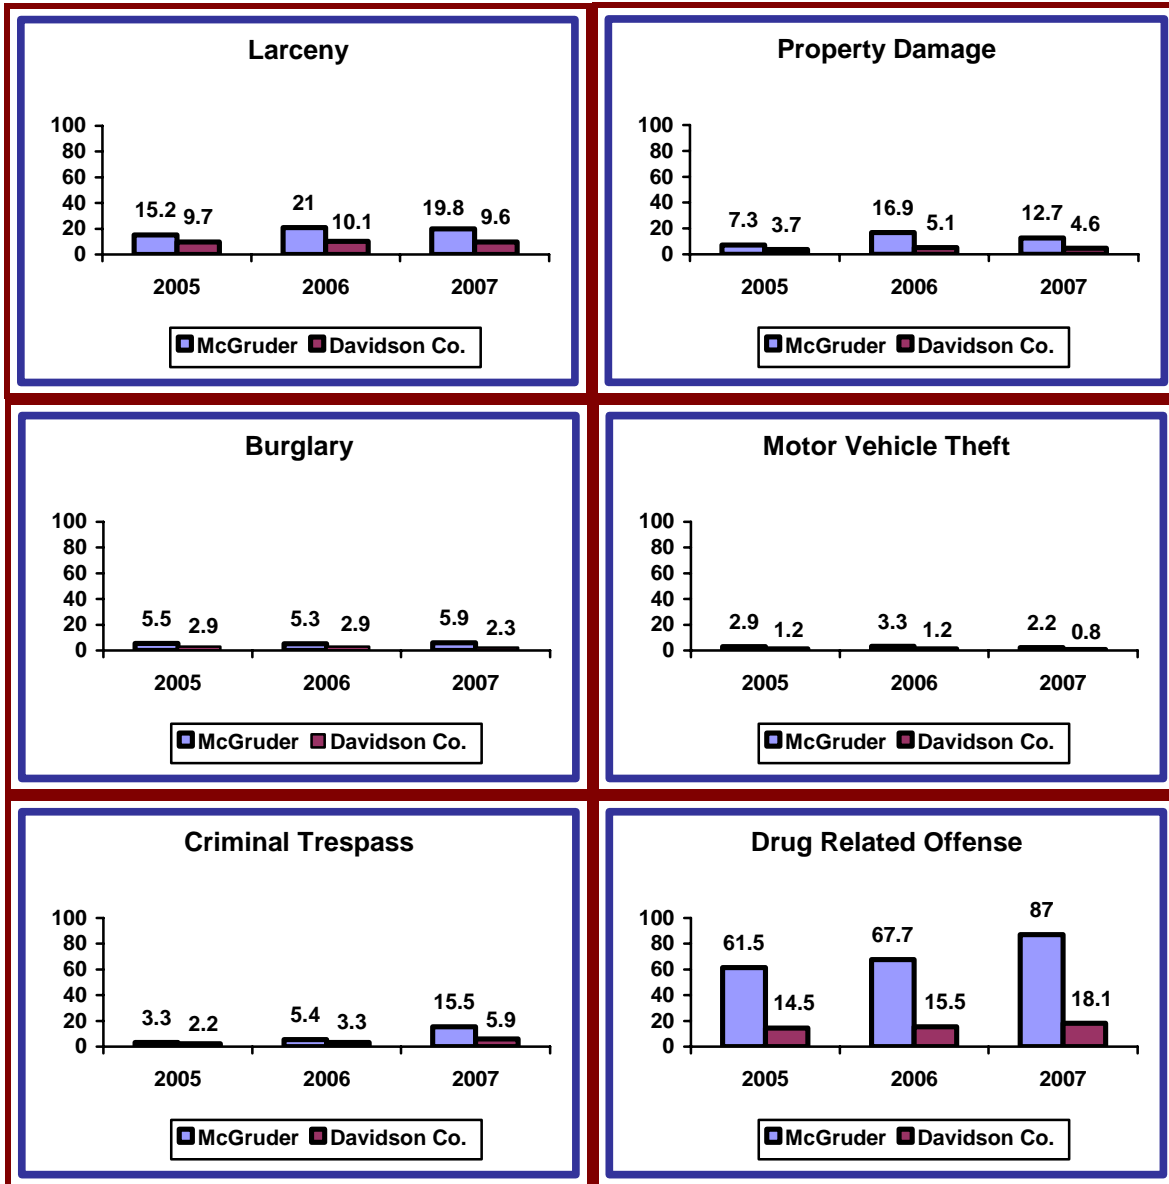 Larceny
100
80
60
40
20
0
15.2 9.7 21 10.1 19.8 9.6
2005 2006 2007
McGruder Davidson Co.
Property Damage
100
80
60
40
20
0
7.3 3.7 16.9 5.1 12.7 4.6
2005 2006 2007
McGruder Davidson Co.
Burglary
100
80
60
40
20
0
5.5 2.9 5.3 2.9 5.9 2.3
2005 2006 2007
McGruder Davidson Co.
Motor Vehicle Theft
100
80
60
40
20
0
2.9 1.2 3.3 1.2 2.2 0.8
2005 2006 2007
McGruder Davidson Co.
Criminal Trespass
100
80
60
40
20
0
3.3 2.2 5.4 3.3 15.5 5.9
2005 2006 2007
McGruder Davidson Co.
Drug Related Offense
100
80
60
40
20
0
61.5 14.5 67.7 15.5 87 18.1
2005 2006 2007
McGruder Davidson Co.